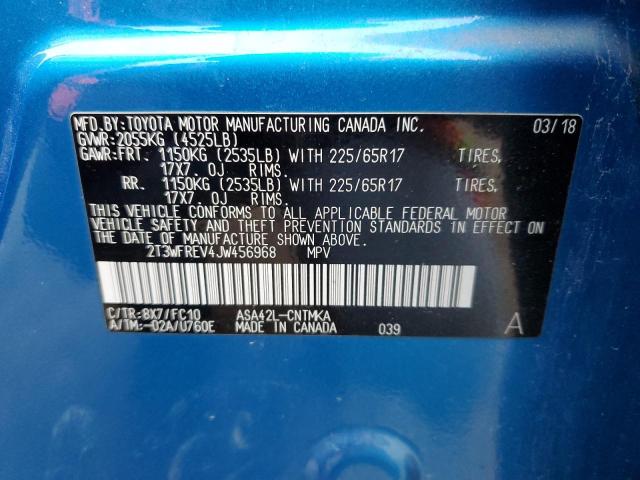 MFD.BY:TOYOTA MOTOR MANUFACTURING CANADA INC. 03/18
GVWR:2055KG (4525LB)
GAWR:FRT. 1150KG (2535LB) WITH 225/65R17 TIRES,
17X7.0J RIMS.
RR. 1150KG (2535LB) WITH 225/65R17 TIRES,
17X7.0J RIMS.
THIS VEHICLE CONFORMS TO ALL APPLICABLE FEDERAL MOTOR
VEHICLE SAFETY AND THEFT PREVENTION STANDARDS IN EFFECT ON
THE DATE OF MANUFACTURE SHOWN ABOVE.
2T3WFREV4JW456968 MPV
C/TR:8X7/FC10 ASA42L-CNTMKA
A/TM:-02A/U760E MADE IN CANADA 039 A